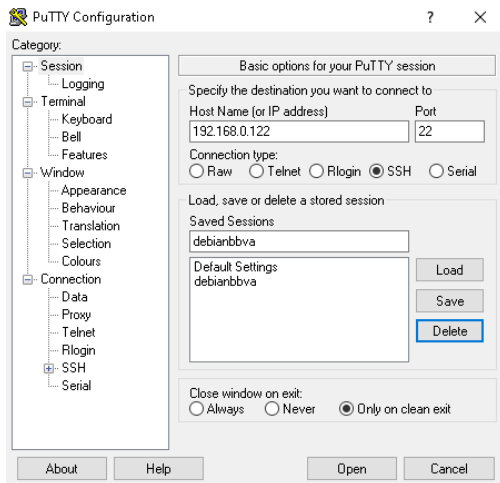 PuTTY Configuration
?
Category:
Session
Logging
Terminal
Keyboard
Bell
Features
Window
Appearance
Behaviour
Translation
Selection
Colours
Connection
Data
Proxy
Telnet
Rlogin
SSH
Serial
Basic options for your PuTTY session
Specify the destination you want to connect to
Host Name (or IP address) Port
192.168.0.122 22
Connection type:
Raw Telnet Rlogin SSH Serial
Load, save or delete a stored session
Saved Sessions
debianbbva
Default Settings
debianbbva
Load
Save
Delete
Close window on exit:
Always Never Only on clean exit
About Help Open Cancel